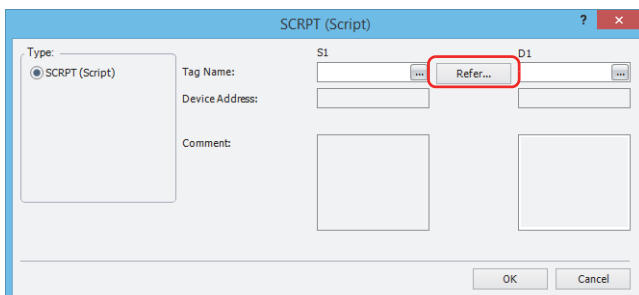 SCRPT (Script)
? ×
Type:
SCRPT (Script)
S1
D1
Tag Name:
...
Refer...
...
Device Address:
Comment:
OK
Cancel